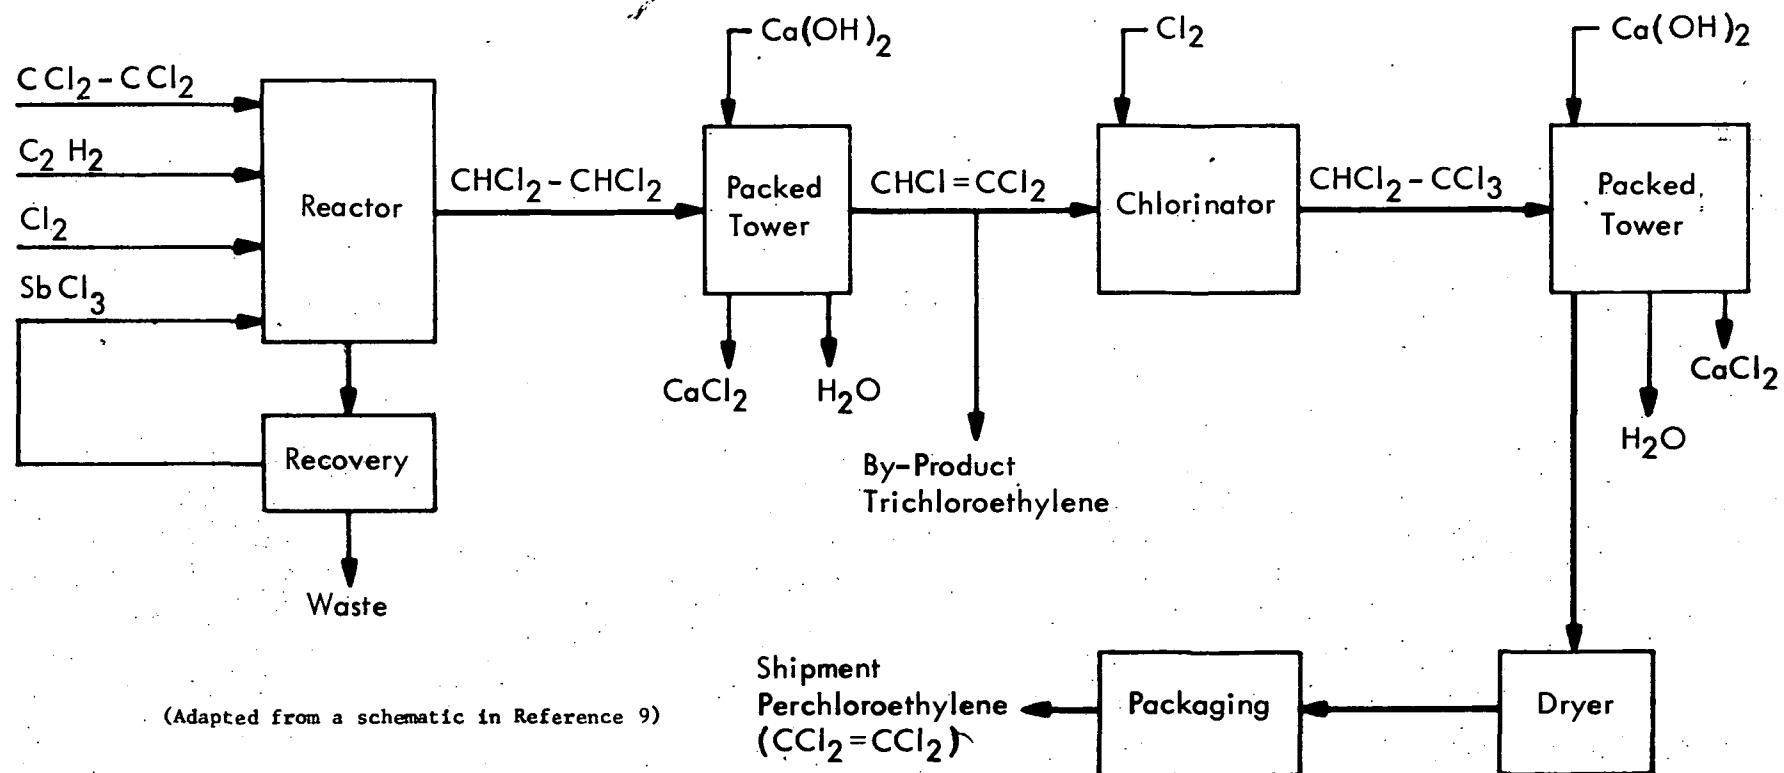 CCl2-CCl2
C2 H2
Cl2
SbCl3
Reactor
Recovery
Waste
CHCl2-CHCl2
Ca(OH)2
Packed
Tower
CaCl2
H2O
CHCl=CCl2
By-Product
Trichloroethylene
Cl2
Chlorinator
CHCl2-CCl3
Ca(OH)2
Packed
Tower
CaCl2
H2O
Dryer
Packaging
Shipment
Perchloroethylene
(CCl2=CCl2)
(Adapted from a schematic in Reference 9)